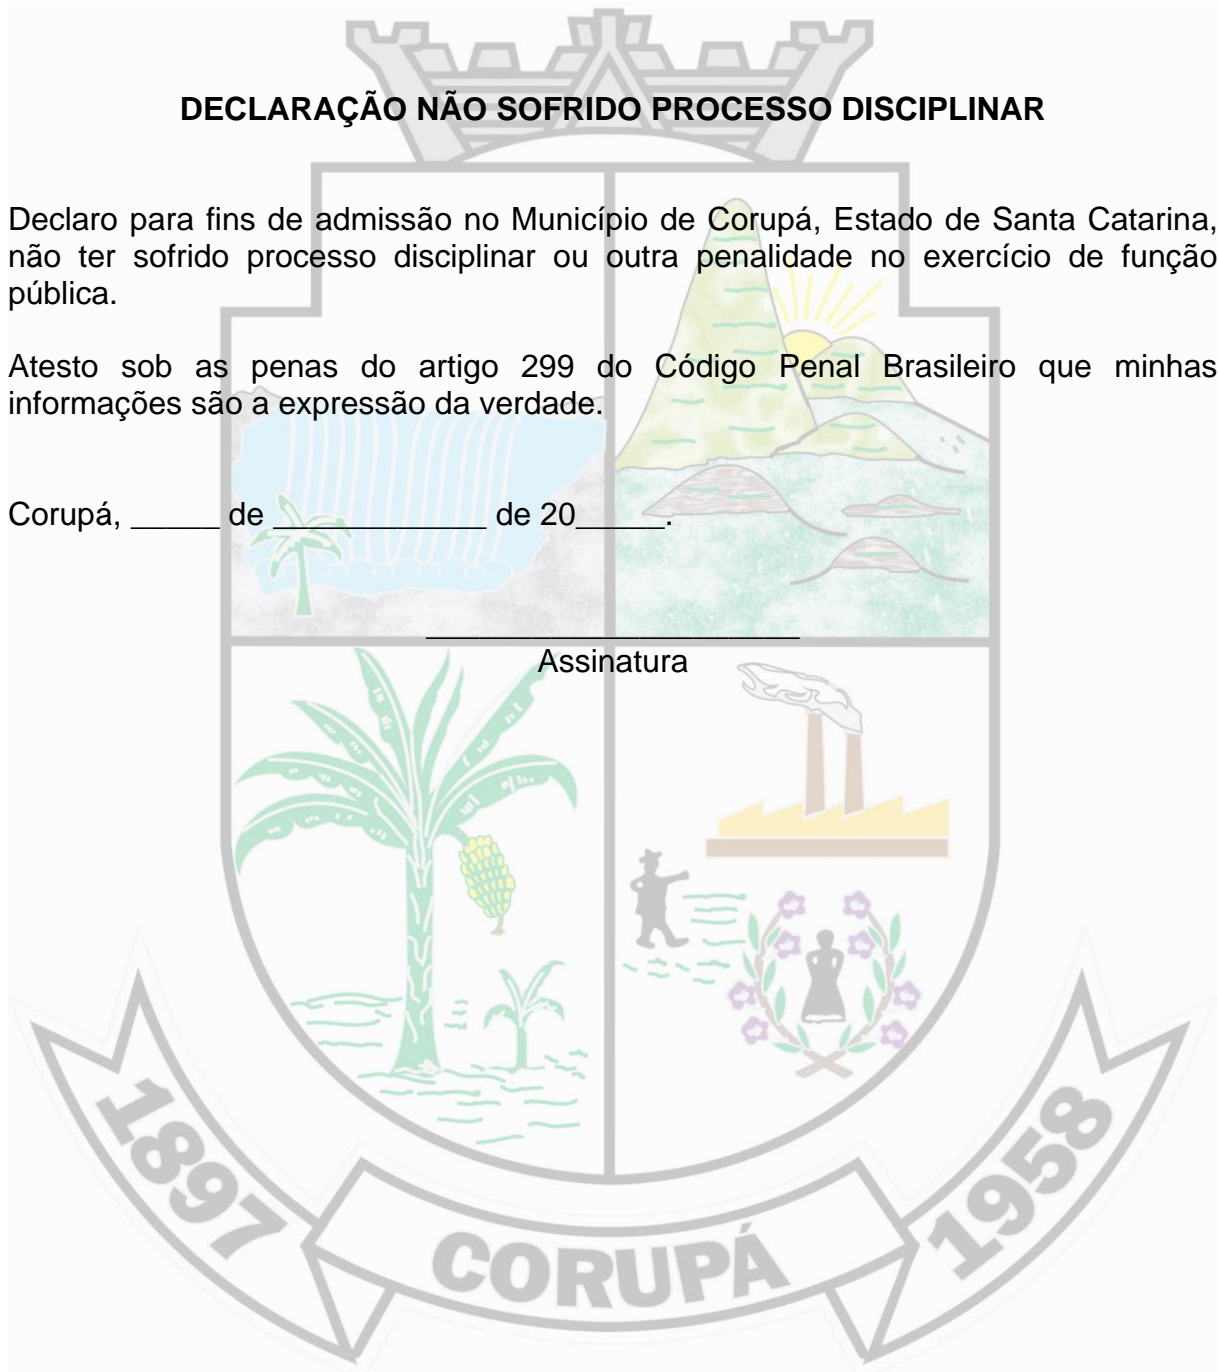 DECLARAÇÃO NÃO SOFRIDO PROCESSO DISCIPLINAR
Declaro para fins de admissão no Município de Corupá, Estado de Santa Catarina,
não ter sofrido processo disciplinar ou outra penalidade no exercício de função
pública.
Atesto sob as penas do artigo 299 do Código Penal Brasileiro que minhas
informações são a expressão da verdade.
Corupá, _____ de ____________ de 20_____.
_____________________
Assinatura
1897
CORUPÁ
1958